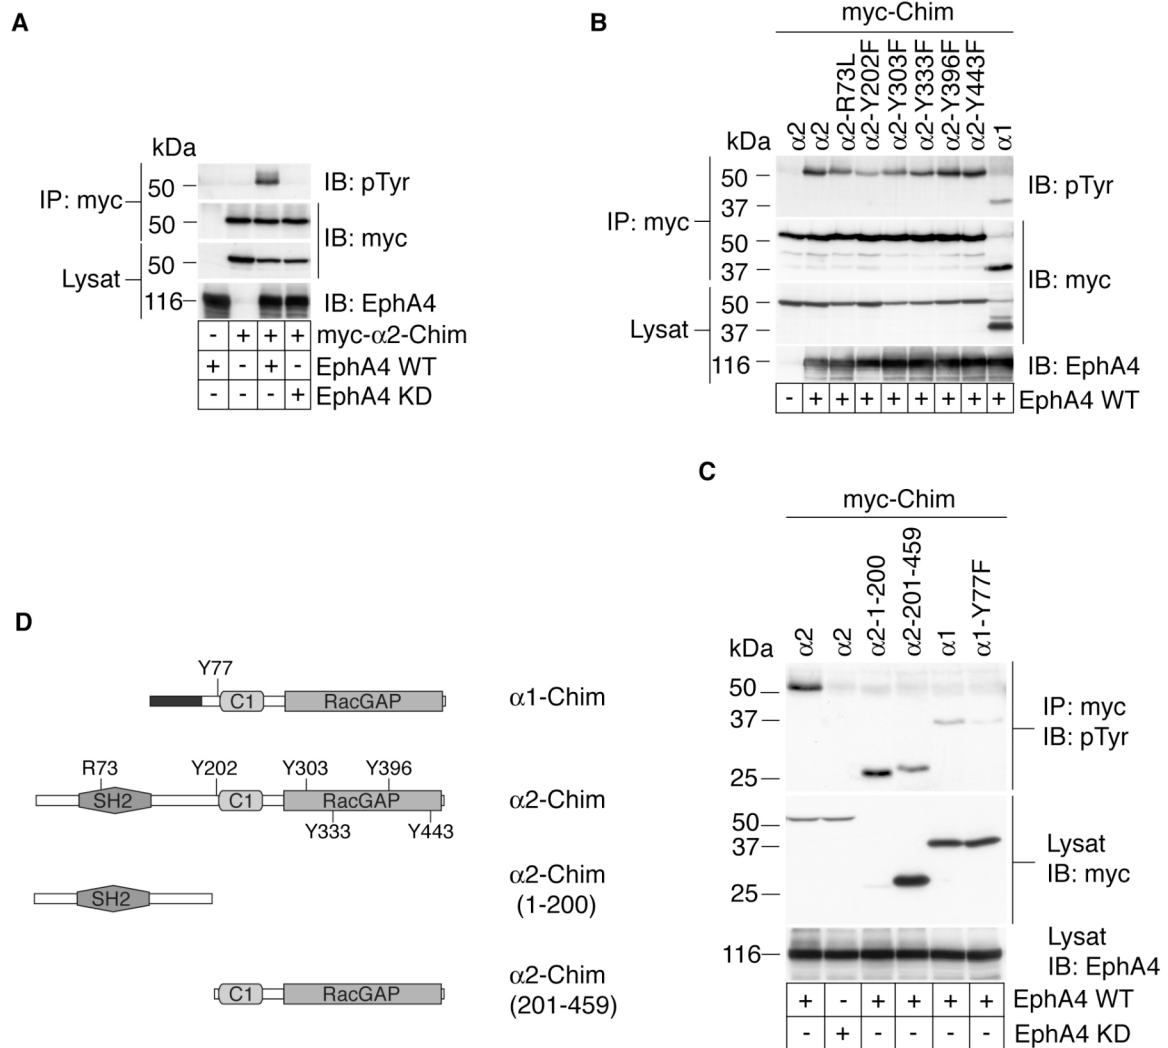 A
kDa
IP: myc
50
IB: pTyr
50
IB: myc
Lysat
50
116
IB: EphA4
- + + + myc-α2-Chim
+ - + - EphA4 WT
- - - + EphA4 KD
B
myc-Chim
kDa
α2
α2
α2-R73L
α2-Y202F
α2-Y303F
α2-Y333F
α2-Y396F
α2-Y443F
α1
IP: myc
50
37
IB: pTyr
50
37
IB: myc
Lysat
50
37
116
IB: EphA4
- + + + + + + + + EphA4 WT
C
myc-Chim
kDa
α2
α2
α2-1-200
α2-201-459
α1
α1-Y77F
50
37
25
IP: myc
IB: pTyr
50
37
25
Lysat
IB: myc
116
Lysat
IB: EphA4
+ - + + + + EphA4 WT
- + - - - - EphA4 KD
D
Y77
C1 RacGAP α1-Chim
R73 Y202 Y303 Y396
SH2 C1 RacGAP α2-Chim
Y333 Y443
SH2 α2-Chim
(1-200)
C1 RacGAP α2-Chim
(201-459)